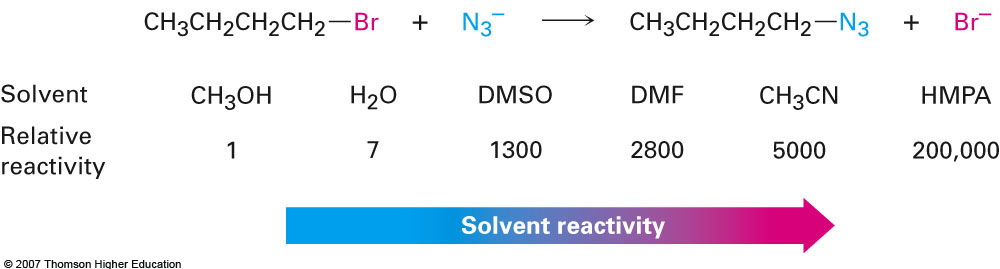 CH₃CH₂CH₂CH₂—Br + N₃⁻ ⟶ CH₃CH₂CH₂CH₂—N₃ + Br⁻
Solvent CH₃OH H₂O DMSO DMF CH₃CN HMPA
Relative
reactivity 1 7 1300 2800 5000 200,000
Solvent reactivity
© 2007 Thomson Higher Education